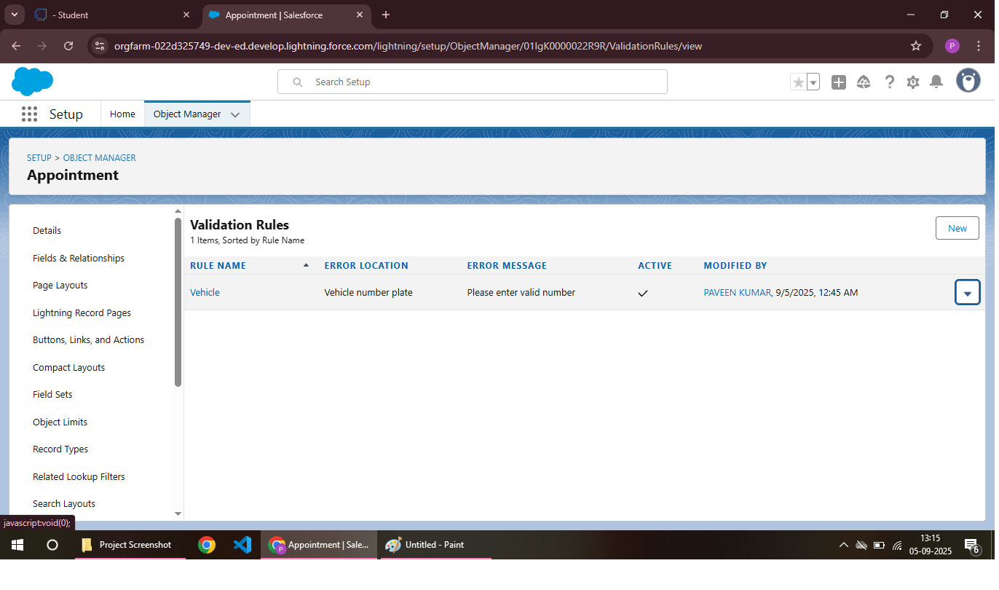 - Student
Appointment | Salesforce
orgfarm-022d325749-dev-ed.develop.lightning.force.com/lightning/setup/ObjectManager/01IgK0000022R9R/ValidationRules/view
P
Search Setup
Setup
Home
Object Manager
SETUP > OBJECT MANAGER
Appointment
Details
Fields & Relationships
Page Layouts
Lightning Record Pages
Buttons, Links, and Actions
Compact Layouts
Field Sets
Object Limits
Record Types
Related Lookup Filters
Search Layouts
Validation Rules
1 Items, Sorted by Rule Name
New
RULE NAME ERROR LOCATION ERROR MESSAGE ACTIVE MODIFIED BY
Vehicle Vehicle number plate Please enter valid number PAVEEN KUMAR, 9/5/2025, 12:45 AM
javascript:void(0);
Project Screenshot
P
Appointment | Sale...
Untitled - Paint
13:15
05-09-2025
6